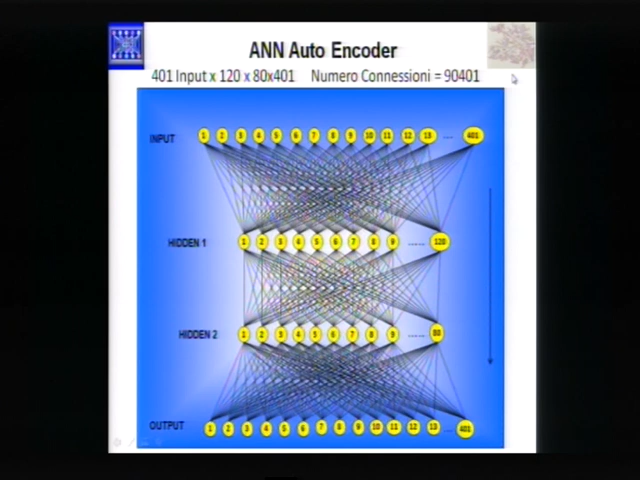 ANN Auto Encoder
401 Input x 120 x 80x401 Numero Connessioni = 90401
INPUT 1 2 3 4 5 6 7 8 9 10 11 12 13 ... 401
HIDDEN 1 1 2 3 4 5 6 7 8 9 ...... 120
HIDDEN 2 1 2 3 4 5 6 7 8 9 ...... 80
OUTPUT 1 2 3 4 5 6 7 8 9 10 11 12 13 ... 401